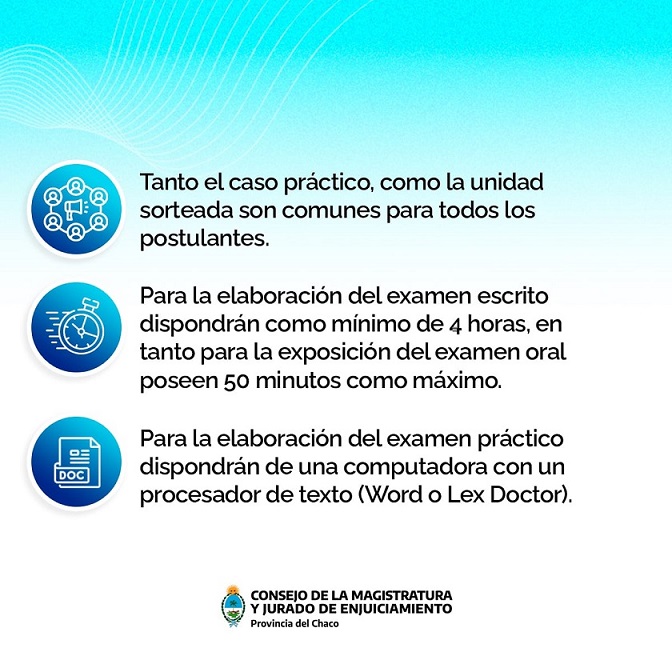 Tanto el caso práctico, como la unidad
sorteada son comunes para todos los
postulantes.
Para la elaboración del examen escrito
dispondrán como mínimo de 4 horas, en
tanto para la exposición del examen oral
poseen 50 minutos como máximo.
DOC
Para la elaboración del examen práctico
dispondrán de una computadora con un
procesador de texto (Word o Lex Doctor).
CONSEJO DE LA MAGISTRATURA
Y JURADO DE ENJUICIAMIENTO
Provincia del Chaco